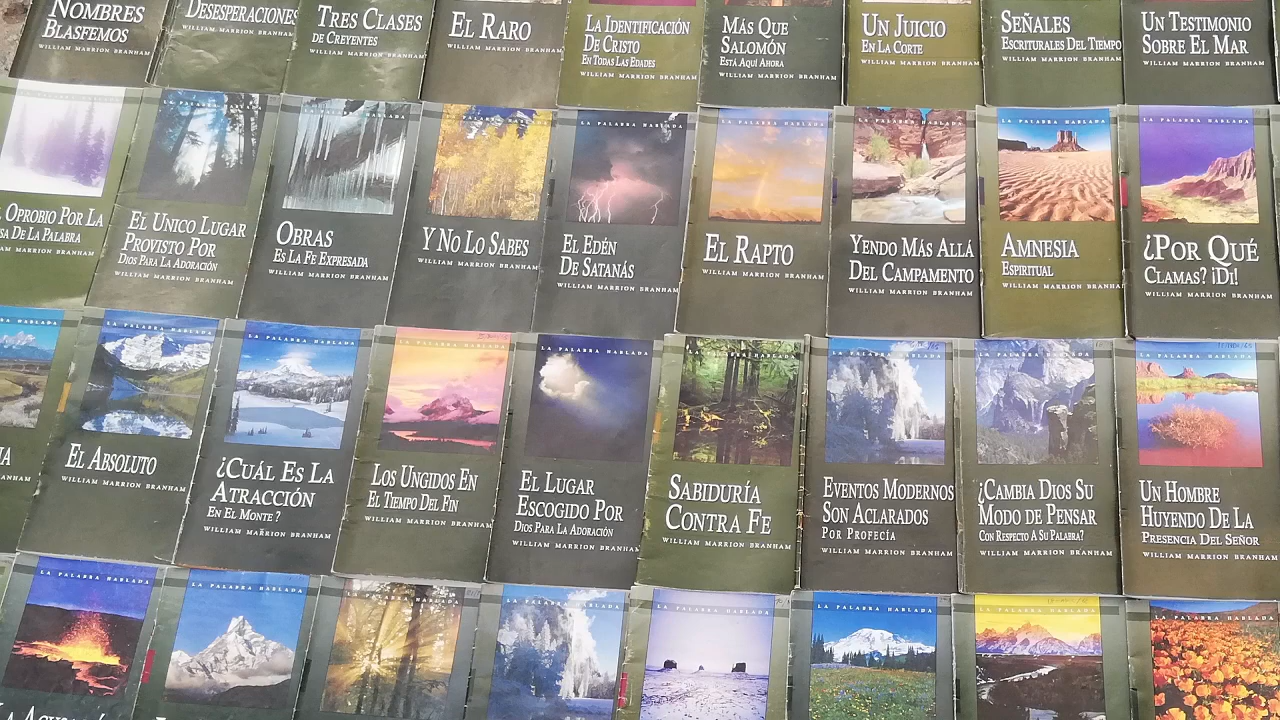 NOMBRES
BLASFEMOS
WILLIAM MARRION BRANHAM
DESESPERACIONES
WILLIAM MARRION BRANHAM
TRES CLASES
DE CREYENTES
WILLIAM MARRION BRANHAM
EL RARO
WILLIAM MARRION BRANHAM
LA IDENTIFICACIÓN
DE CRISTO
EN TODAS LAS EDADES
WILLIAM MARRION BRANHAM
MÁS QUE
SALOMÓN
ESTÁ AQUÍ AHORA
WILLIAM MARRION BRANHAM
UN JUICIO
EN LA CORTE
WILLIAM MARRION BRANHAM
SEÑALES
ESCRITURALES DEL TIEMPO
WILLIAM MARRION BRANHAM
UN TESTIMONIO
SOBRE EL MAR
WILLIAM MARRION BRANHAM
OPROBIO POR LA
DE LA PALABRA
WILLIAM MARRION BRANHAM
LA PALABRA HABLADA
EL UNICO LUGAR
PROVISTO POR
DIOS PARA LA ADORACIÓN
WILLIAM MARRION BRANHAM
LA PALABRA HABLADA
OBRAS
ES LA FE EXPRESADA
WILLIAM MARRION BRANHAM
LA PALABRA HABLADA
Y NO LO SABES
WILLIAM MARRION BRANHAM
LA PALABRA HABLADA
EL EDÉN
DE SATANÁS
WILLIAM MARRION BRANHAM
LA PALABRA HABLADA
EL RAPTO
WILLIAM MARRION BRANHAM
LA PALABRA HABLADA
YENDO MÁS ALLÁ
DEL CAMPAMENTO
WILLIAM MARRION BRANHAM
LA PALABRA HABLADA
AMNESIA
ESPIRITUAL
WILLIAM MARRION BRANHAM
LA PALABRA HABLADA
¿POR QUÉ
CLAMAS? ¡DI!
WILLIAM MARRION BRANHAM
LA PALABRA HABLADA
EL ABSOLUTO
WILLIAM MARRION BRANHAM
LA PALABRA HABLADA
¿CUÁL ES LA
ATRACCIÓN
EN EL MONTE?
WILLIAM MARRION BRANHAM
LA PALABRA HABLADA
LOS UNGIDOS EN
EL TIEMPO DEL FIN
WILLIAM MARRION BRANHAM
LA PALABRA HABLADA
EL LUGAR
ESCOGIDO POR
DIOS PARA LA ADORACIÓN
WILLIAM MARRION BRANHAM
LA PALABRA HABLADA
SABIDURÍA
CONTRA FE
WILLIAM MARRION BRANHAM
LA PALABRA HABLADA
EVENTOS MODERNOS
SON ACLARADOS
POR PROFECÍA
WILLIAM MARRION BRANHAM
LA PALABRA HABLADA
¿CAMBIA DIOS SU
MODO DE PENSAR
CON RESPECTO A SU PALABRA?
WILLIAM MARRION BRANHAM
LA PALABRA HABLADA
UN HOMBRE
HUYENDO DE LA
PRESENCIA DEL SEÑOR
WILLIAM MARRION BRANHAM
LA PALABRA HABLADA
LA PALABRA HABLADA
LA PALABRA HABLADA
LA PALABRA HABLADA
LA PALABRA HABLADA
LA PALABRA HABLADA
LA PALABRA HABLADA
LA PALABRA HABLADA